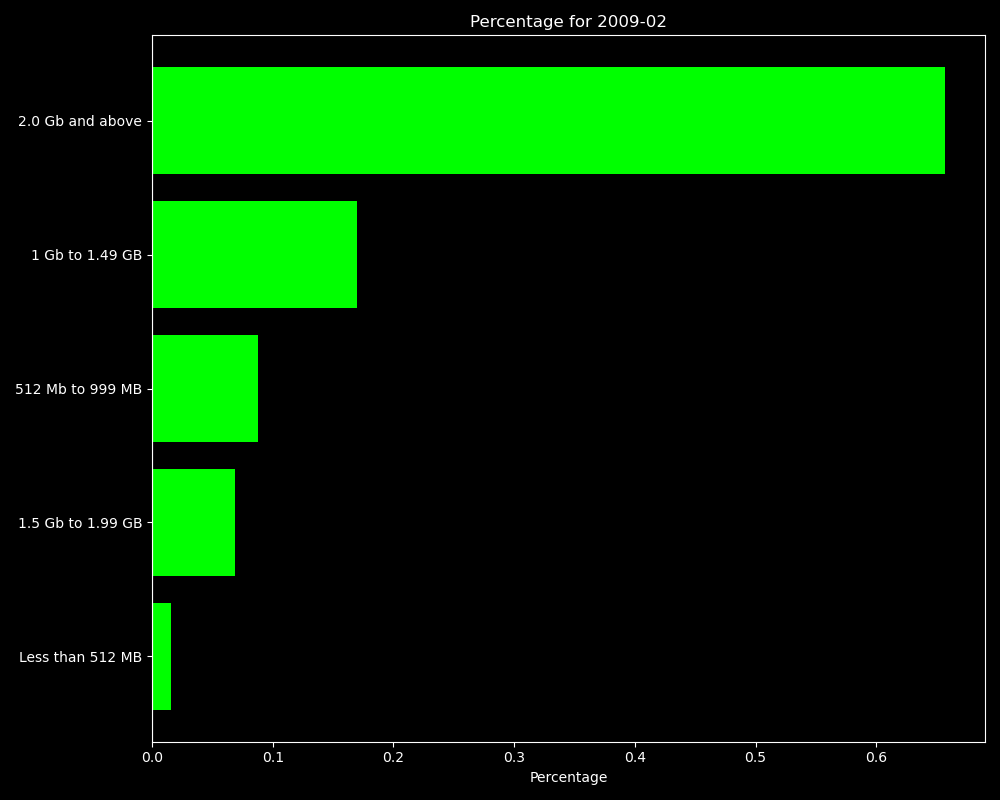 Percentage for 2009-02
2.0 Gb and above
1 Gb to 1.49 GB
512 Mb to 999 MB
1.5 Gb to 1.99 GB
Less than 512 MB
0.0 0.1 0.2 0.3 0.4 0.5 0.6
Percentage